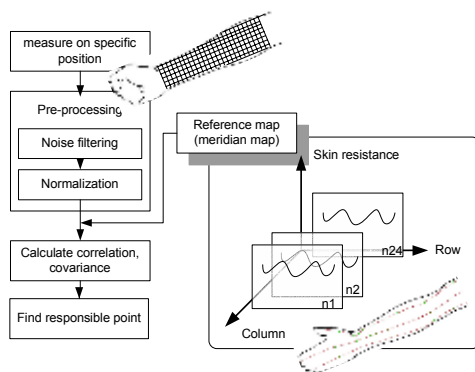 measure on specific
position
Pre-processing
Noise filtering
Normalization
Calculate correlation,
covariance
Find responsible point
Reference map
(meridian map)
Skin resistance
n24
Row
n2
n1
Column